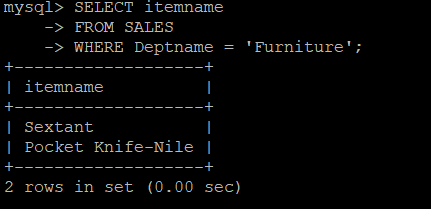 mysql> SELECT itemname
    -> FROM SALES
    -> WHERE Deptname = 'Furniture';
+-------------------+
| itemname          |
+-------------------+
| Sextant           |
| Pocket Knife-Nile |
+-------------------+
2 rows in set (0.00 sec)